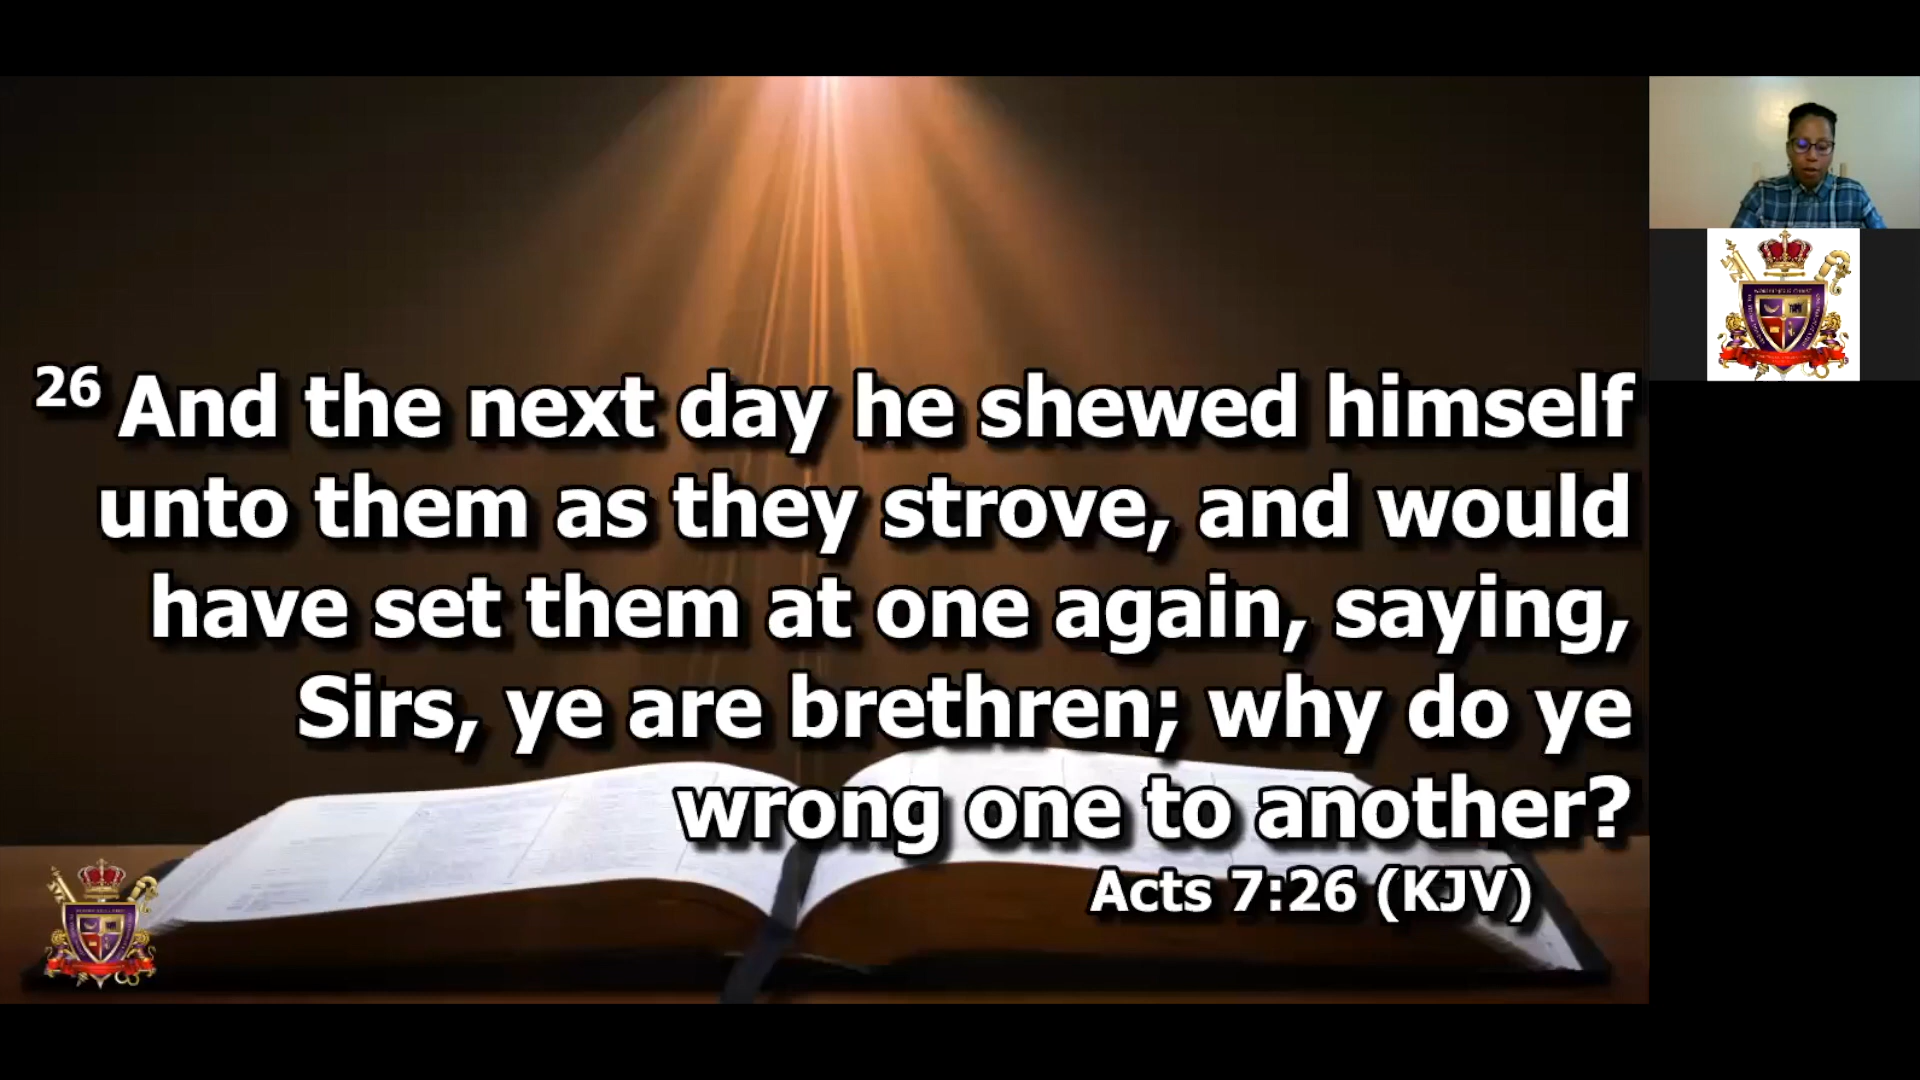 26 And the next day he shewed himself
unto them as they strove, and would
have set them at one again, saying,
Sirs, ye are brethren; why do ye
wrong one to another?
Acts 7:26 (KJV)